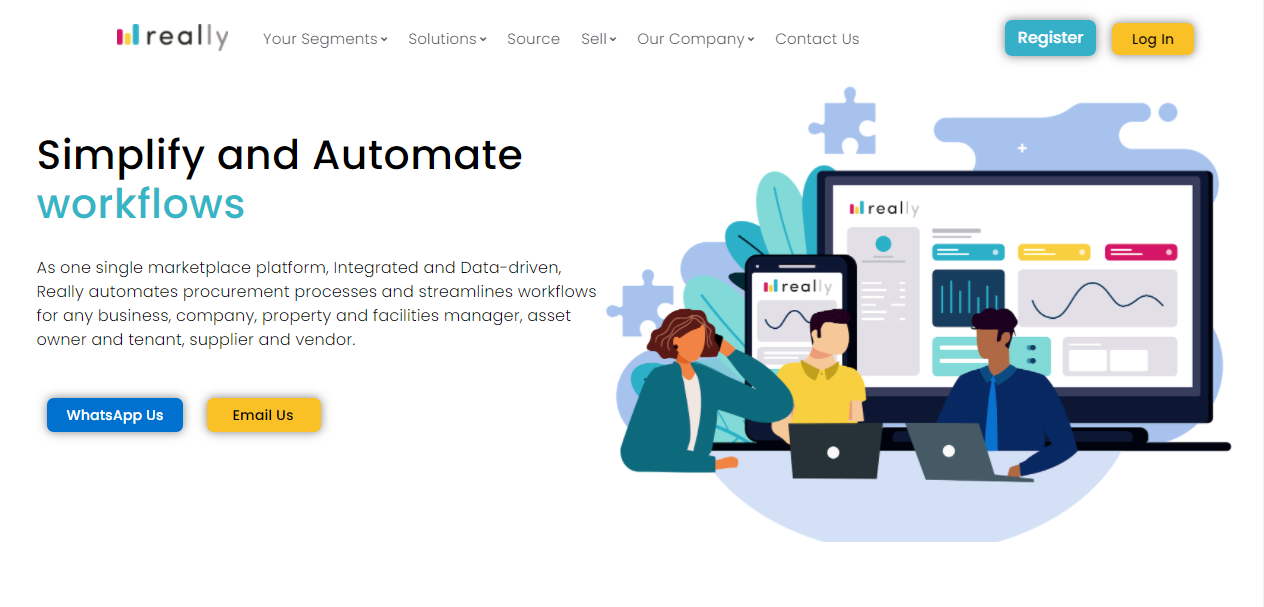 really
Your Segments
Solutions
Source
Sell
Our Company
Contact Us
Register
Log In
Simplify and Automate
workflows
As one single marketplace platform, Integrated and Data-driven,
Really automates procurement processes and streamlines workflows
for any business, company, property and facilities manager, asset
owner and tenant, supplier and vendor.
WhatsApp Us
Email Us
really
really